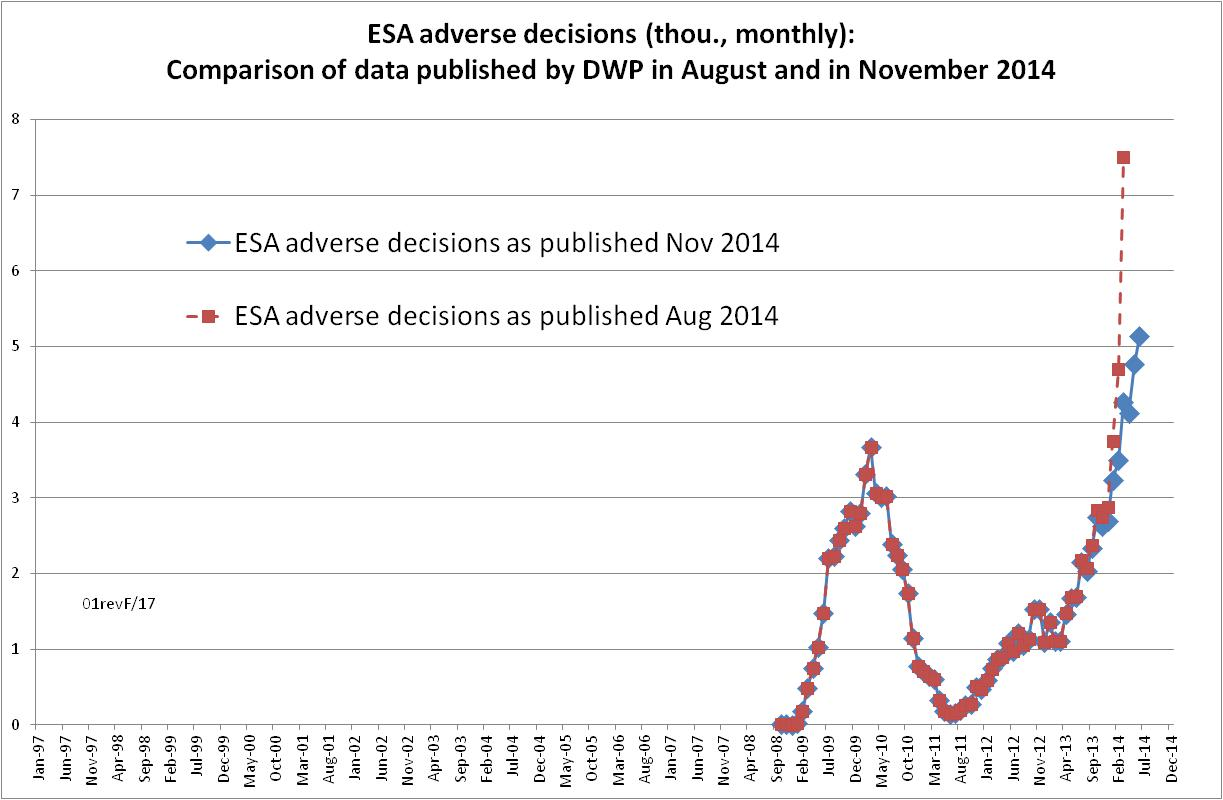 ESA adverse decisions (thou., monthly):
Comparison of data published by DWP in August and in November 2014
8
7
ESA adverse decisions as published Nov 2014
6
ESA adverse decisions as published Aug 2014
5
4
3
2
01revF/17
1
0
Jan-97
Jun-97
Nov-97
Apr-98
Sep-98
Feb-99
Jul-99
Dec-99
May-00
Oct-00
Mar-01
Aug-01
Jan-02
Jun-02
Nov-02
Apr-03
Sep-03
Feb-04
Jul-04
Dec-04
May-05
Oct-05
Mar-06
Aug-06
Jan-07
Jun-07
Nov-07
Apr-08
Sep-08
Feb-09
Jul-09
Dec-09
May-10
Oct-10
Mar-11
Aug-11
Jan-12
Jun-12
Nov-12
Apr-13
Sep-13
Feb-14
Jul-14
Dec-14